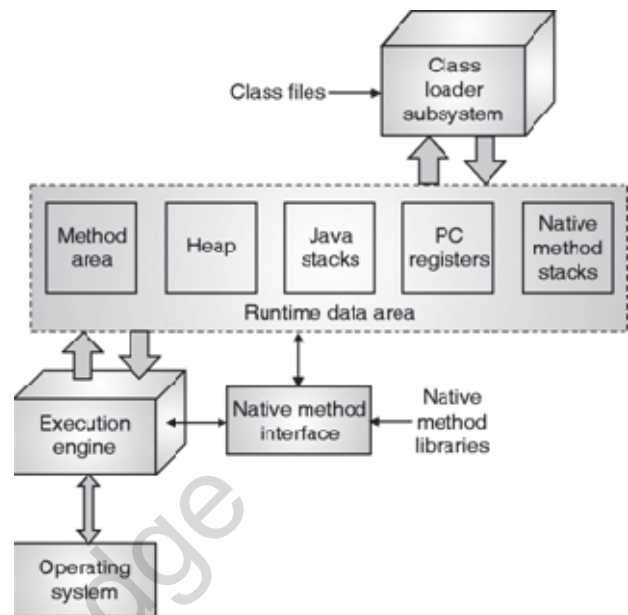 Class
loader
subsystem
Class files
Method
area
Heap
Java
stacks
PC
registers
Native
method
stacks
Runtime data area
Execution
engine
Native method
interface
Native
method
libraries
Operating
system
dge